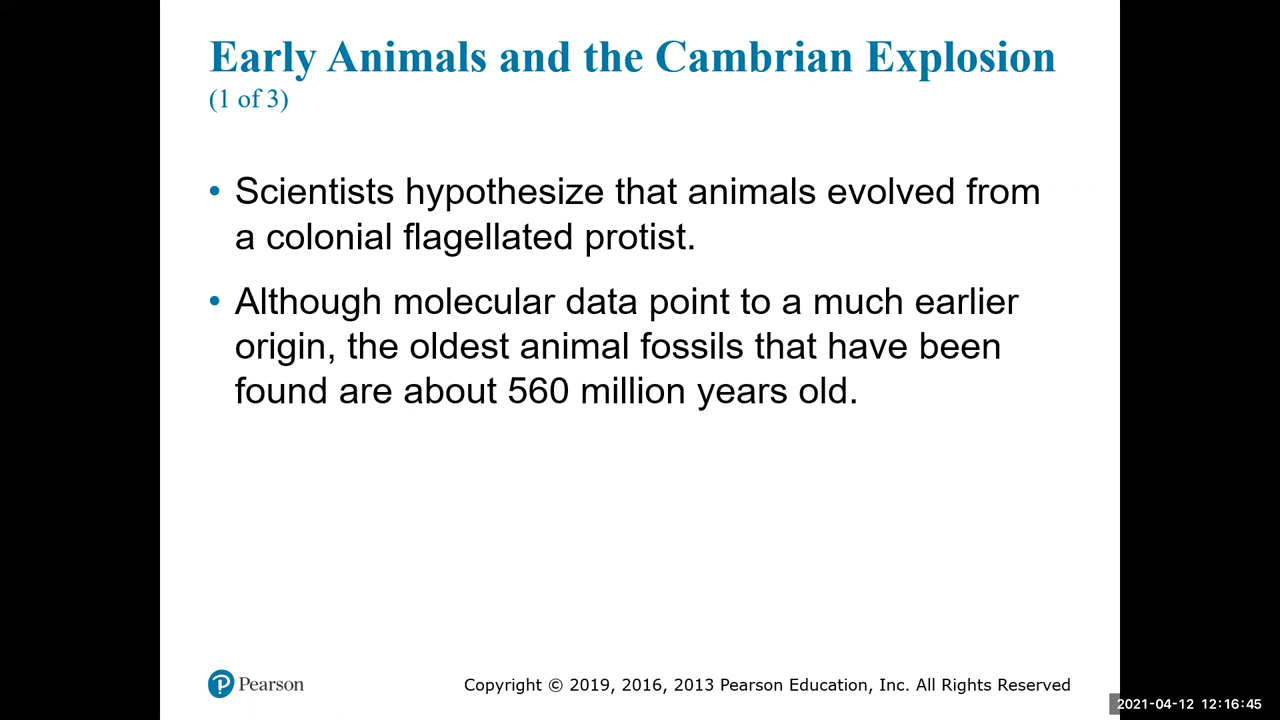 Early Animals and the Cambrian Explosion
(1 of 3)
• Scientists hypothesize that animals evolved from
a colonial flagellated protist.
• Although molecular data point to a much earlier
origin, the oldest animal fossils that have been
found are about 560 million years old.
P Pearson
Copyright © 2019, 2016, 2013 Pearson Education, Inc. All Rights Reserved
2021-04-12 12:16:45